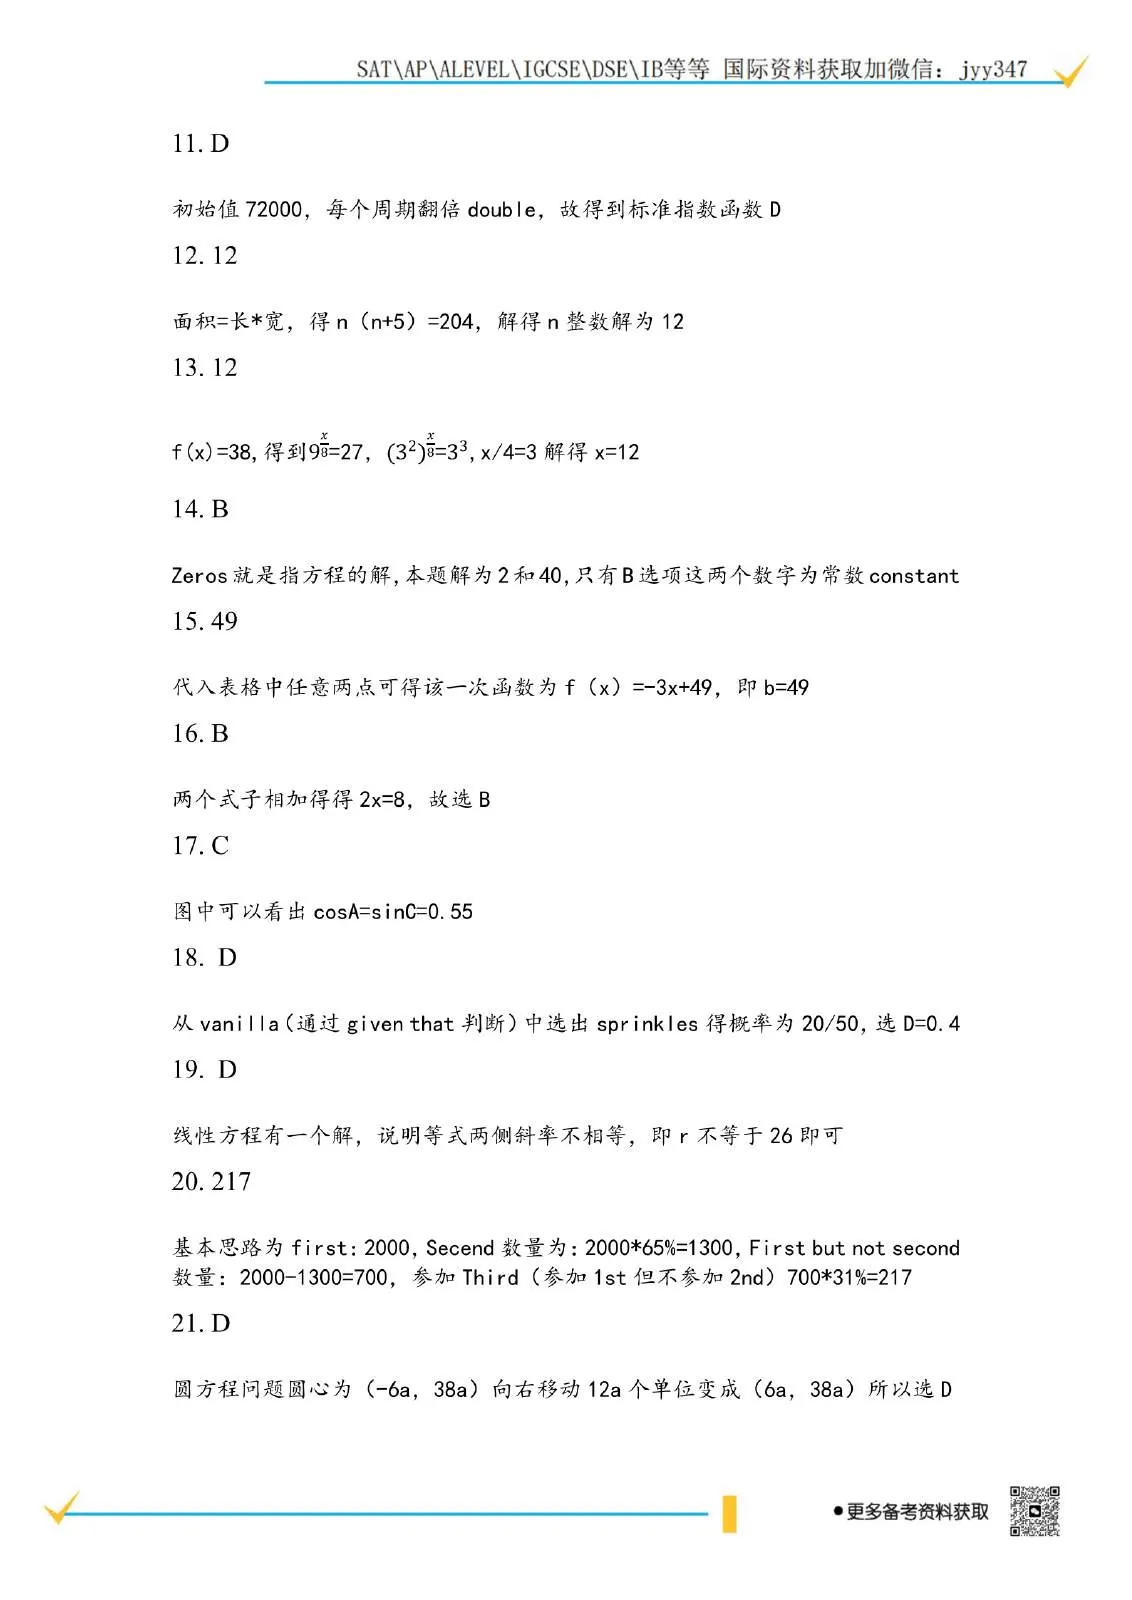 SAT\AP\ALEVEL\IGCSE\DSE\IB等等 国际资料获取加微信：jyy347
11. D
初始值 72000，每个周期翻倍 double，故得到标准指数函数 D
12. 12
面积=长*宽，得 n（n+5）=204，解得 n 整数解为 12
13. 12
f(x)=38,得到9^{x/8}=27，(3^2)^{x/8}=3^3,x/4=3 解得 x=12
14. B
Zeros 就是指方程的解,本题解为 2 和 40,只有 B 选项这两个数字为常数 constant
15. 49
代入表格中任意两点可得该一次函数为 f（x）=-3x+49，即 b=49
16. B
两个式子相加得得 2x=8，故选 B
17. C
图中可以看出 cosA=sinC=0.55
18. D
从 vanilla(通过 given that 判断)中选出 sprinkles 得概率为 20/50,选 D=0.4
19. D
线性方程有一个解，说明等式两侧斜率不相等，即 r 不等于 26 即可
20. 217
基本思路为 first: 2000, Secend 数量为: 2000*65%=1300, First but not second
数量：2000-1300=700，参加 Third（参加 1st 但不参加 2nd）700*31%=217
21. D
圆方程问题圆心为（-6a，38a）向右移动 12a 个单位变成（6a，38a）所以选 D
●更多备考资料获取